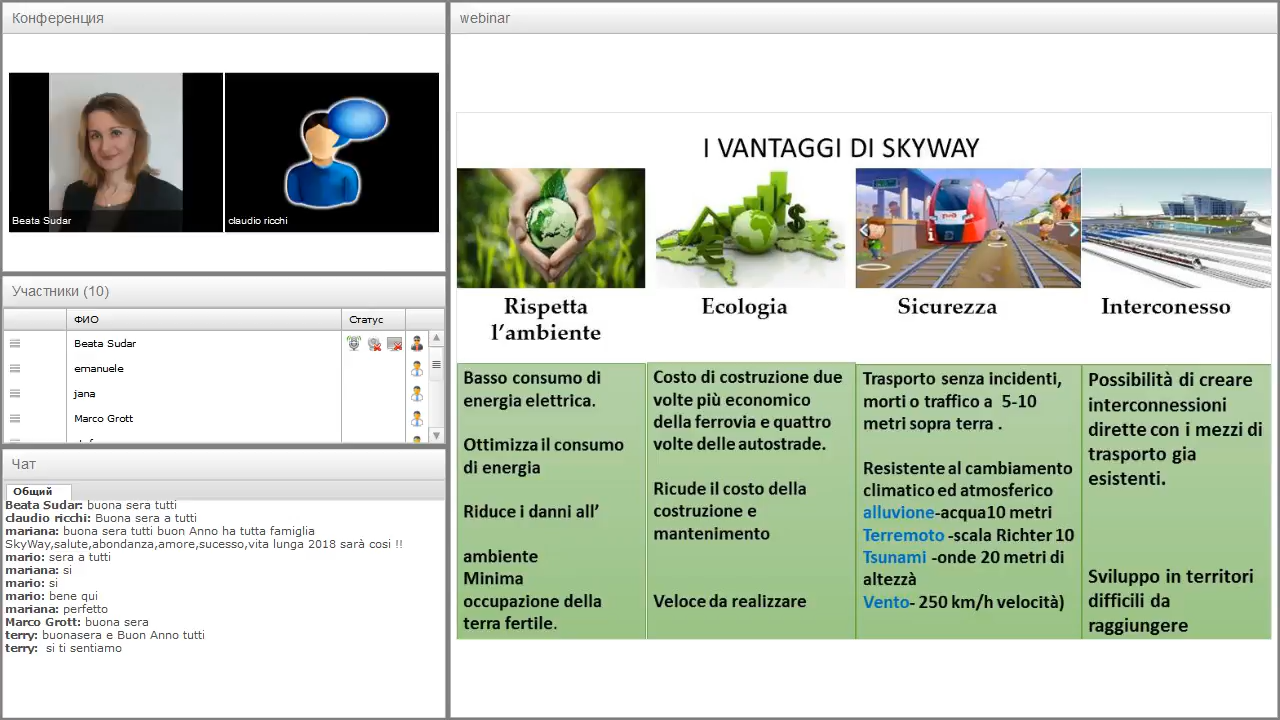 Конференция
Beata Sudar
claudio ricchi
Участники (10)
ФИО
Статус
Beata Sudar
emanuele
jana
Marco Grott
Чат
Общий
Beata Sudar: buona sera tutti
claudio ricchi: Buona sera a tutti
mariana: buona sera tutti buon Anno ha tutta famiglia
SkyWay,salute,abondanza,amore,sucesso,vita lunga 2018 sarà cosi !!
mario: sera a tutti
mariana: si
mario: si
mario: bene qui
mariana: perfetto
Marco Grott: buona sera
terry: buonasera e Buon Anno tutti
terry: si ti sentiamo
webinar
I VANTAGGI DI SKYWAY
Rispetta
l’ambiente
Basso consumo di
energia elettrica.
Ottimizza il consumo
di energia
Riduce i danni all’
ambiente
Minima
occupazione della
terra fertile.
Ecologia
Costo di costruzione due
volte più economico
della ferrovia e quattro
volte delle autostrade.
Ricude il costo della
costruzione e
mantenimento
Veloce da realizzare
Sicurezza
Trasporto senza incidenti,
morti o traffico a 5-10
metri sopra terra .
Resistente al cambiamento
climatico ed atmosferico
alluvione-acqua10 metri
Terremoto -scala Richter 10
Tsunami -onde 20 metri di
altezzà
Vento- 250 km/h velocità)
Interconesso
Possibilità di creare
interconnessioni
dirette con i mezzi di
trasporto gia
esistenti.
Sviluppo in territori
difficili da
raggiungere